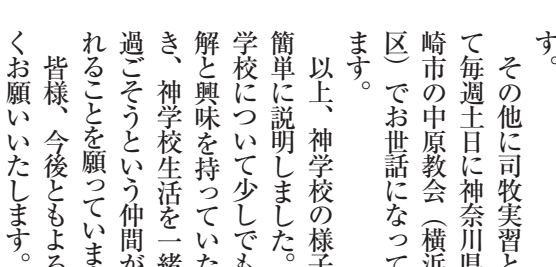 す。
その他に司牧実習と
て毎週土日に神奈川県
崎市の中原教会（横浜
区）でお世話になって
ます。
以上、神学校の様子
簡単に説明しました。
学校について少しでも
解と興味を持っていた
き、神学校生活を一緒
過ごそうという仲間が
れることを願っていま
皆様、今後ともよろ
くお願いいたします。